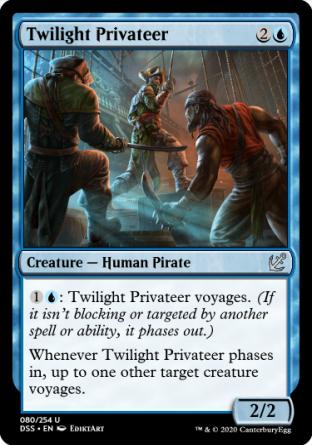 Twilight Privateer 2
Creature — Human Pirate
1: Twilight Privateer voyages. (If
it isn't blocking or targeted by another
spell or ability, it phases out.)
Whenever Twilight Privateer phases
in, up to one other target creature
voyages.
2/2
080/254 U
DSS • EN EDIKTART
™ & © 2020 CanterburyEgg